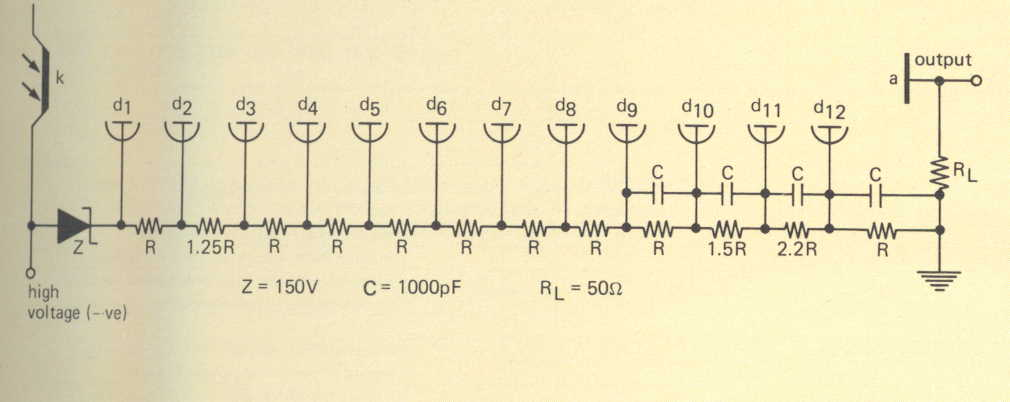 output
a
k
d1 d2 d3 d4 d5 d6 d7 d8 d9 d10 d11 d12
C C C C
RL
Z R 1.25R R R R R R R R 1.5R 2.2R R
Z = 150V C = 1000pF RL = 50Ω
high
voltage (–ve)